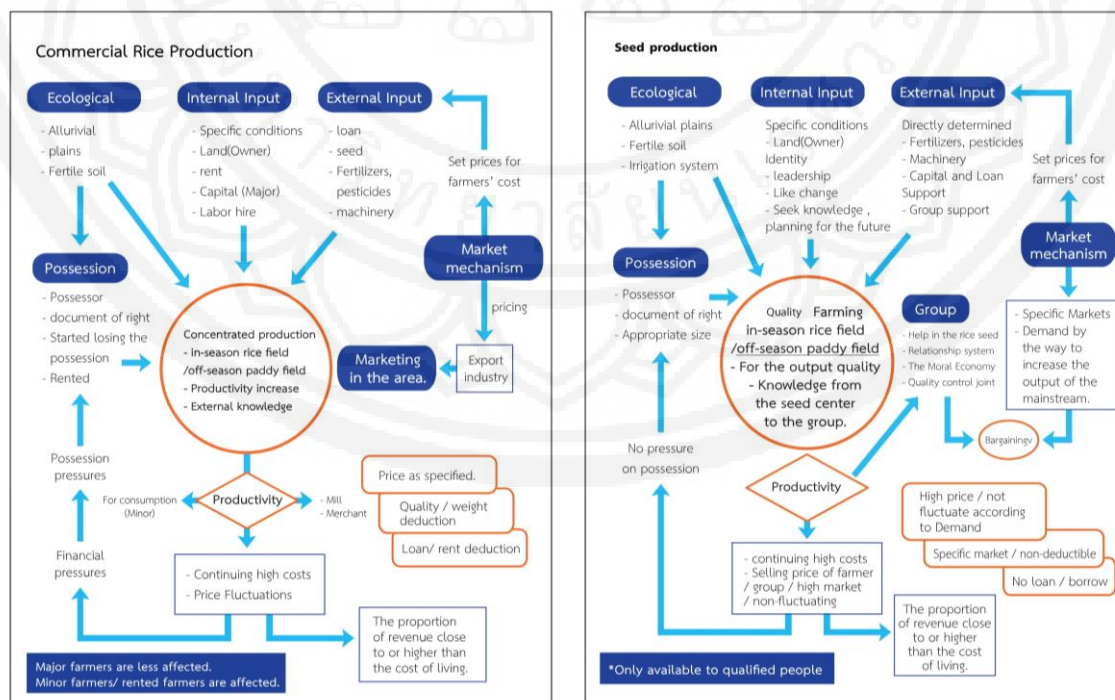 Commercial Rice Production
Ecological
- Allurivial
- plains
- Fertile soil
Internal Input
- Specific conditions
- Land(Owner)
- rent
- Capital (Major)
- Labor hire
External Input
- loan
- seed
- Fertilizers,
pesticides
- machinery
Set prices for
farmers' cost
Market
mechanism
pricing
Export
industry
Marketing
in the area.
Possession
- Possessor
- document of right
- Started losing the
possession
- Rented
Concentrated production
- in-season rice field
/off-season paddy field
- Productivity increase
- External knowledge
Possession
pressures
Financial
pressures
For consumption
(Minor)
Productivity
- Mill
- Merchant
Price as specified.
Quality / weight
deduction
Loan/ rent deduction
- Continuing high costs
- Price Fluctuations
The proportion
of revenue close
to or higher than
the cost of living.
Major farmers are less affected.
Minor farmers/ rented farmers are affected.
Seed production
Ecological
- Allurivial plains
- Fertile soil
- Irrigation system
Internal Input
Specific conditions
- Land(Owner)
Identity
- leadership
- Like change
- Seek knowledge ,
planning for the future
External Input
Directly determined
- Fertilizers, pesticides
- Machinery
- Capital and Loan
Support
- Group support
Set prices for
farmers' cost
Market
mechanism
- Specific Markets
- Demand by
the way to
increase the
output of the
mainstream.
Possession
- Possessor
document of right
- Appropriate size
Quality Farming
in-season rice field
/off-season paddy field
- For the output quality
- Knowledge from
the seed center
to the group.
Group
- Help in the rice seed
- Relationship system
- The Moral Economy
- Quality control joint
Bargainingv
No pressure
on possession
Productivity
High price / not
fluctuate according
to Demand
Specific market / non-deductible
No loan / borrow
- continuing high costs
- Selling price of farmer
/ group / high market
/ non-fluctuating
The proportion
of revenue close
to or higher
than the cost
of living.
*Only available to qualified people